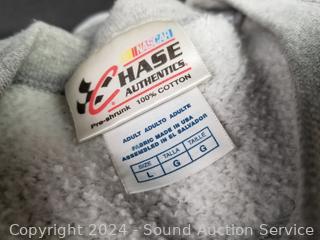 NASCAR
CHASE
AUTHENTICS
Pre-shrunk 100% COTTON
ADULT ADULTO ADULTE
FABRIC MADE IN USA
ASSEMBLED IN EL SALVADOR
SIZE TALLA TAILLE
L G G
Copyright 2024 - Sound Auction Service